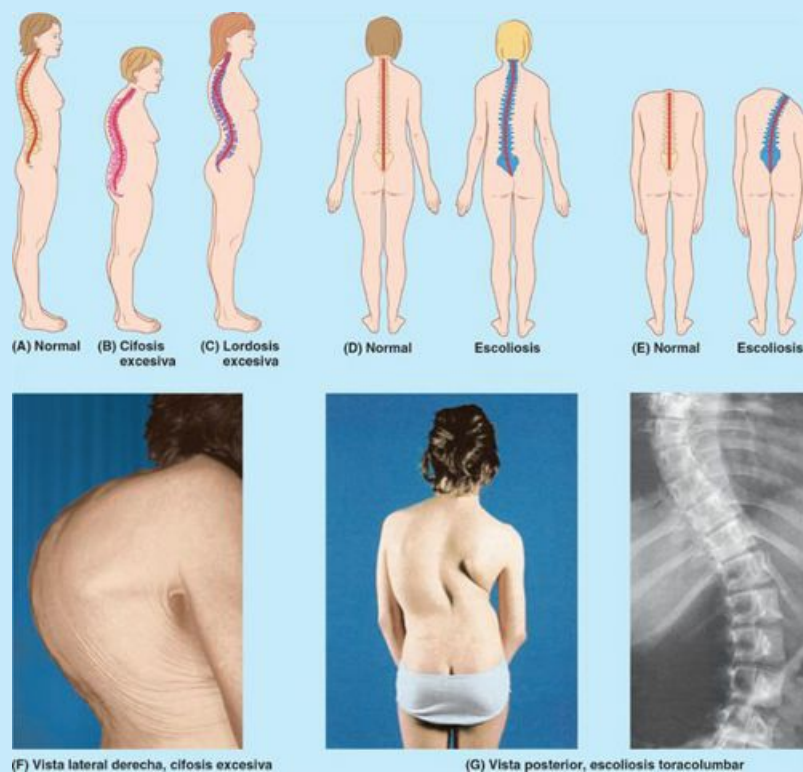 (A) Normal
(B) Cifosis
excesiva
(C) Lordosis
excesiva
(D) Normal
Escoliosis
(E) Normal
Escoliosis
(F) Vista lateral derecha, cifosis excesiva
(G) Vista posterior, escoliosis toracolumbar